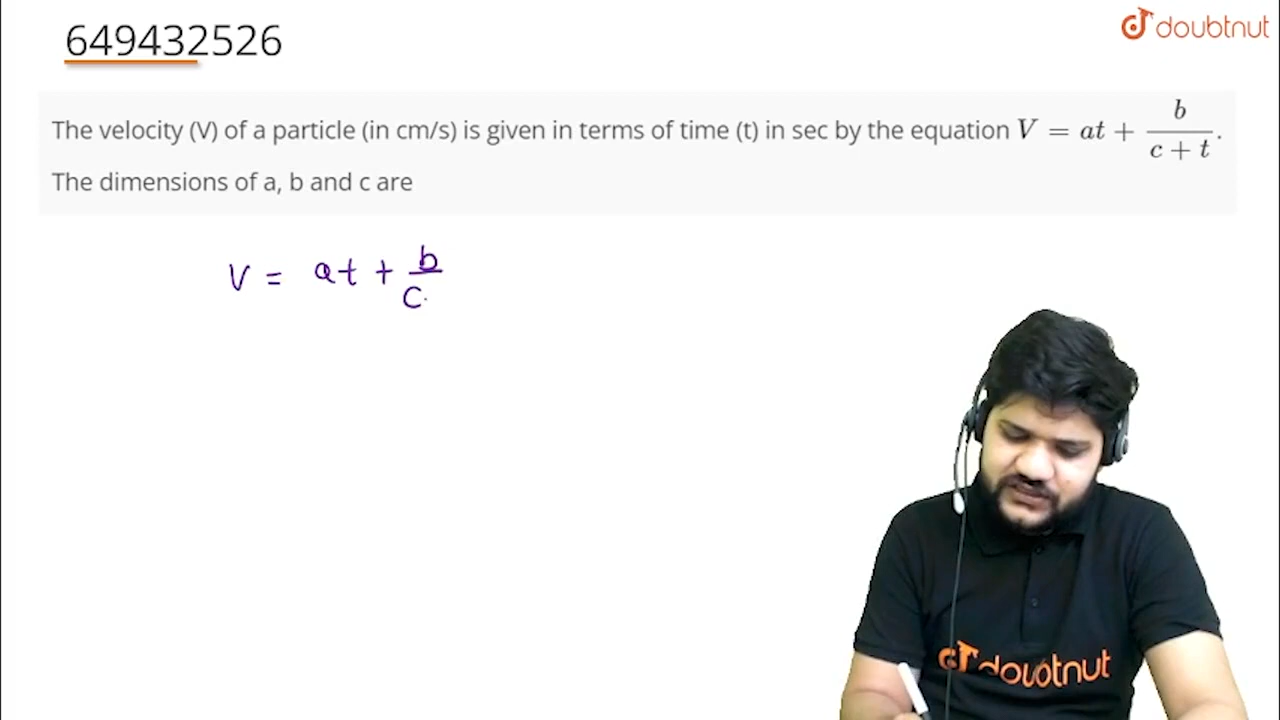 649432526
doubtnut
The velocity (V) of a particle (in cm/s) is given in terms of time (t) in sec by the equation V = at + b/(c + t).
The dimensions of a, b and c are
V = at + b/c
doubtnut